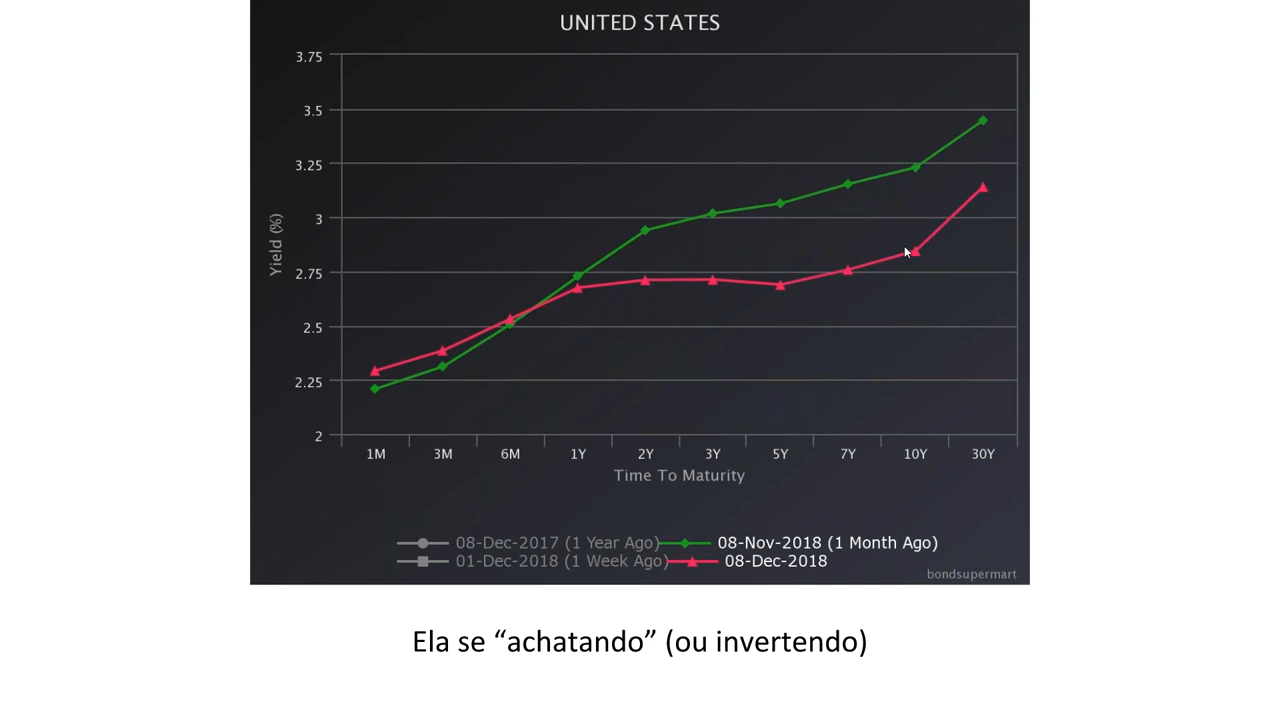 UNITED STATES
3.75
3.5
3.25
3
2.75
2.5
2.25
2
Yield (%)
1M 3M 6M 1Y 2Y 3Y 5Y 7Y 10Y 30Y
Time To Maturity
08-Dec-2017 (1 Year Ago) 08-Nov-2018 (1 Month Ago)
01-Dec-2018 (1 Week Ago) 08-Dec-2018
bondsupermart
Ela se “achatando” (ou invertendo)